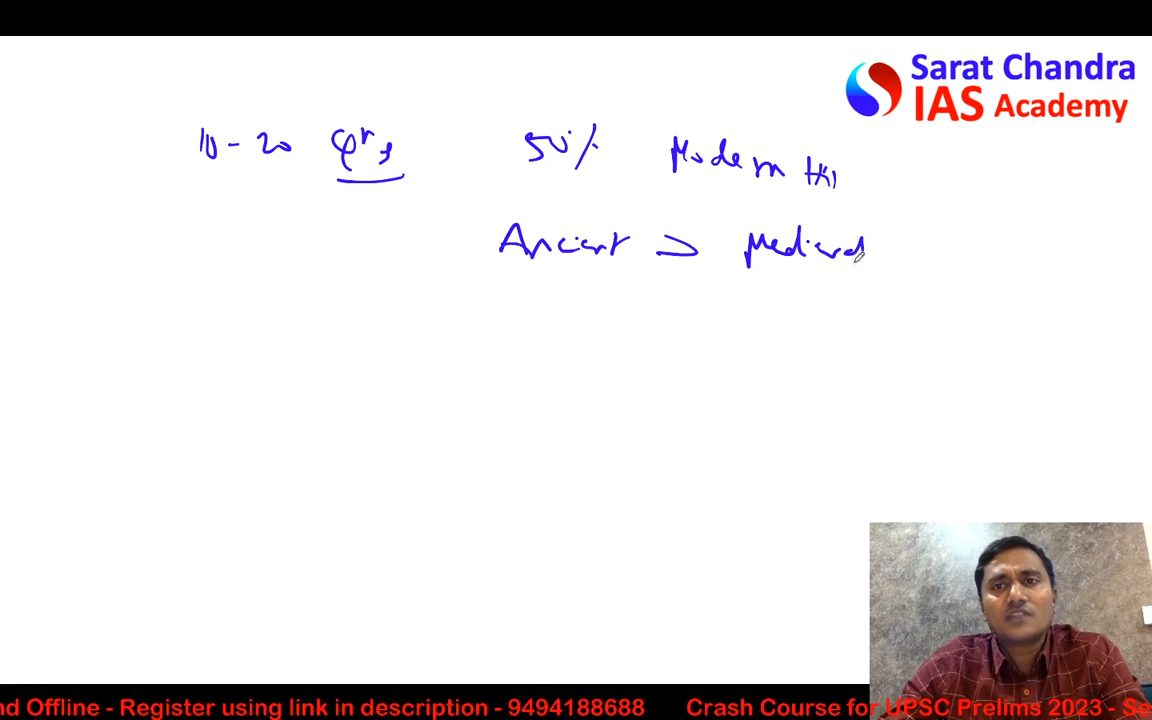 Sarat Chandra
IAS Academy
10-20 Qns 50% Modern
Ancient > Medieval
nd Offline - Register using link in description - 9494188688 Crash Course for UPSC Prelims 2023 - Se